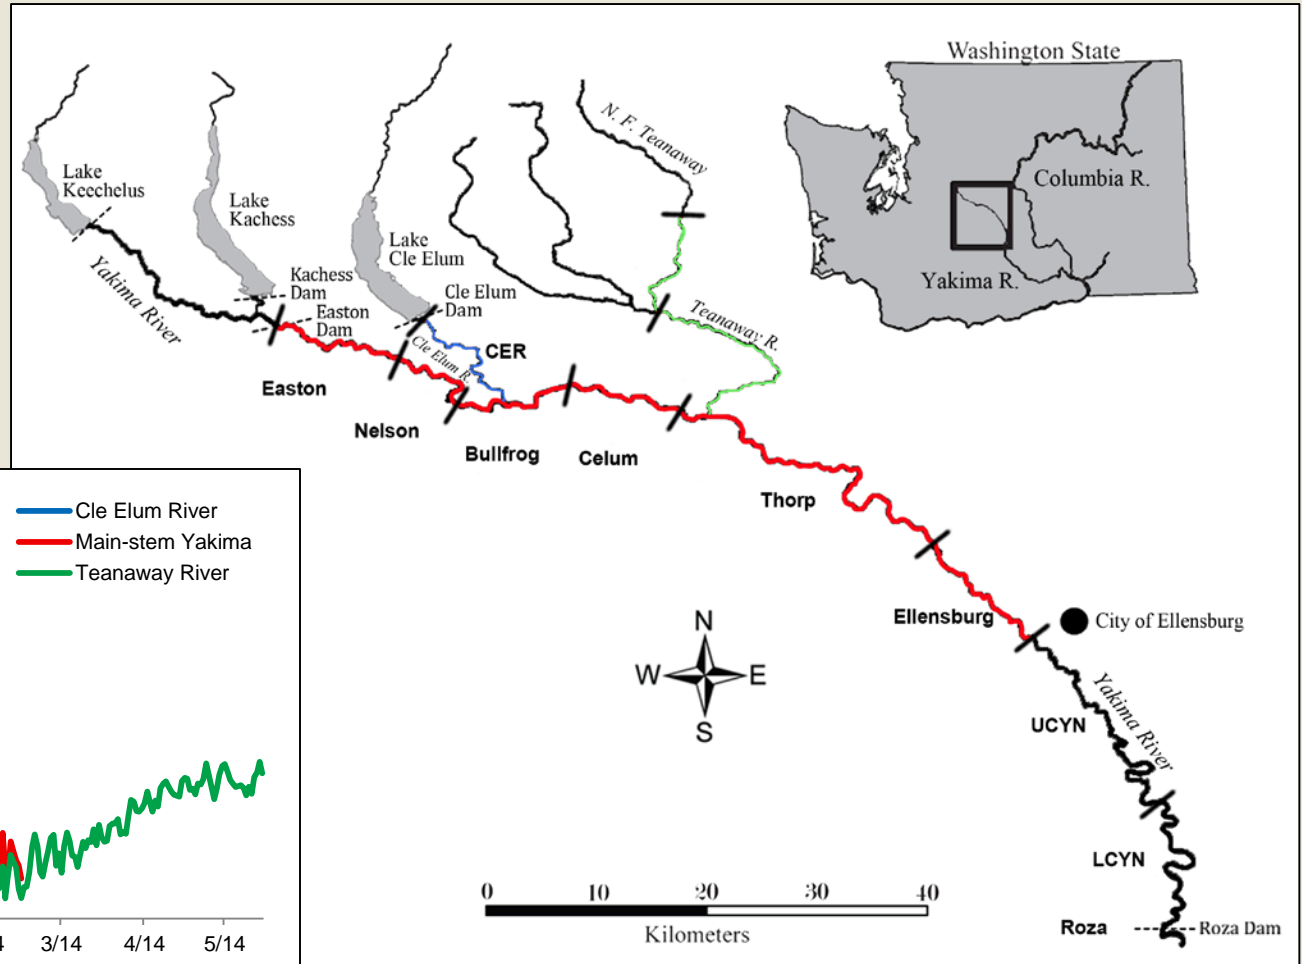 Washington State
Columbia R.
Yakima R.
N. F. Teanaway
Lake
Keechelus
Lake
Kachess
Lake
Cle Elum
Yakima River
Kachess
Dam
Easton
Dam
Cle Elum
Dam
Teanaway R.
Cle Elum R.
CER
Easton
Nelson
Bullfrog
Celum
Thorp
Cle Elum River
Main-stem Yakima
Teanaway River
Ellensburg
City of Ellensburg
N
W
E
S
Yakima River
UCYN
LCYN
Roza
Roza Dam
0 10 20 30 40
Kilometers
4 3/14 4/14 5/14